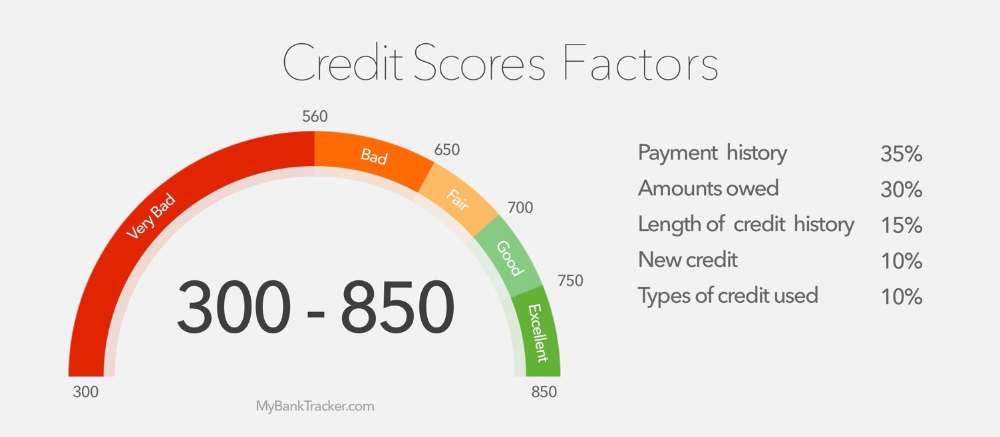 Credit Scores Factors
560
650
700
750
Very Bad
Bad
Fair
Good
Excellent
300 - 850
300
850
MyBankTracker.com
Payment history 35%
Amounts owed 30%
Length of credit history 15%
New credit 10%
Types of credit used 10%